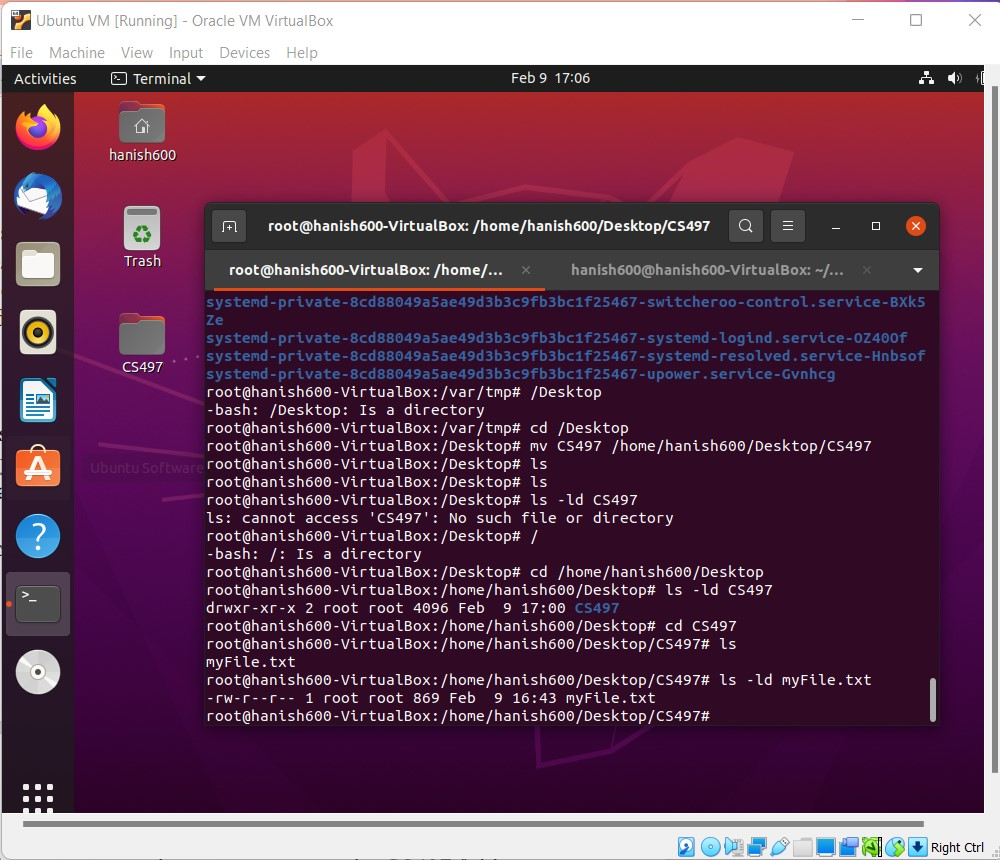 Ubuntu VM [Running] - Oracle VM VirtualBox
File Machine View Input Devices Help
Activities Terminal Feb 9 17:06
hanish600
Trash
CS497
Ubuntu Software
root@hanish600-VirtualBox: /home/hanish600/Desktop/CS497
root@hanish600-VirtualBox: /home/... hanish600@hanish600-VirtualBox: ~/...
systemd-private-8cd88049a5ae49d3b3c9fb3bc1f25467-switcheroo-control.service-BXk5
Ze
systemd-private-8cd88049a5ae49d3b3c9fb3bc1f25467-systemd-logind.service-OZ40Of
systemd-private-8cd88049a5ae49d3b3c9fb3bc1f25467-systemd-resolved.service-Hnbsof
systemd-private-8cd88049a5ae49d3b3c9fb3bc1f25467-upower.service-Gvnhcg
root@hanish600-VirtualBox:/var/tmp# /Desktop
-bash: /Desktop: Is a directory
root@hanish600-VirtualBox:/var/tmp# cd /Desktop
root@hanish600-VirtualBox:/Desktop# mv CS497 /home/hanish600/Desktop/CS497
root@hanish600-VirtualBox:/Desktop# ls
root@hanish600-VirtualBox:/Desktop# ls
root@hanish600-VirtualBox:/Desktop# ls -ld CS497
ls: cannot access 'CS497': No such file or directory
root@hanish600-VirtualBox:/Desktop# /
-bash: /: Is a directory
root@hanish600-VirtualBox:/Desktop# cd /home/hanish600/Desktop
root@hanish600-VirtualBox:/home/hanish600/Desktop# ls -ld CS497
drwxr-xr-x 2 root root 4096 Feb  9 17:00 CS497
root@hanish600-VirtualBox:/home/hanish600/Desktop# cd CS497
root@hanish600-VirtualBox:/home/hanish600/Desktop/CS497# ls
myFile.txt
root@hanish600-VirtualBox:/home/hanish600/Desktop/CS497# ls -ld myFile.txt
-rw-r--r-- 1 root root 869 Feb  9 16:43 myFile.txt
root@hanish600-VirtualBox:/home/hanish600/Desktop/CS497#
Right Ctrl